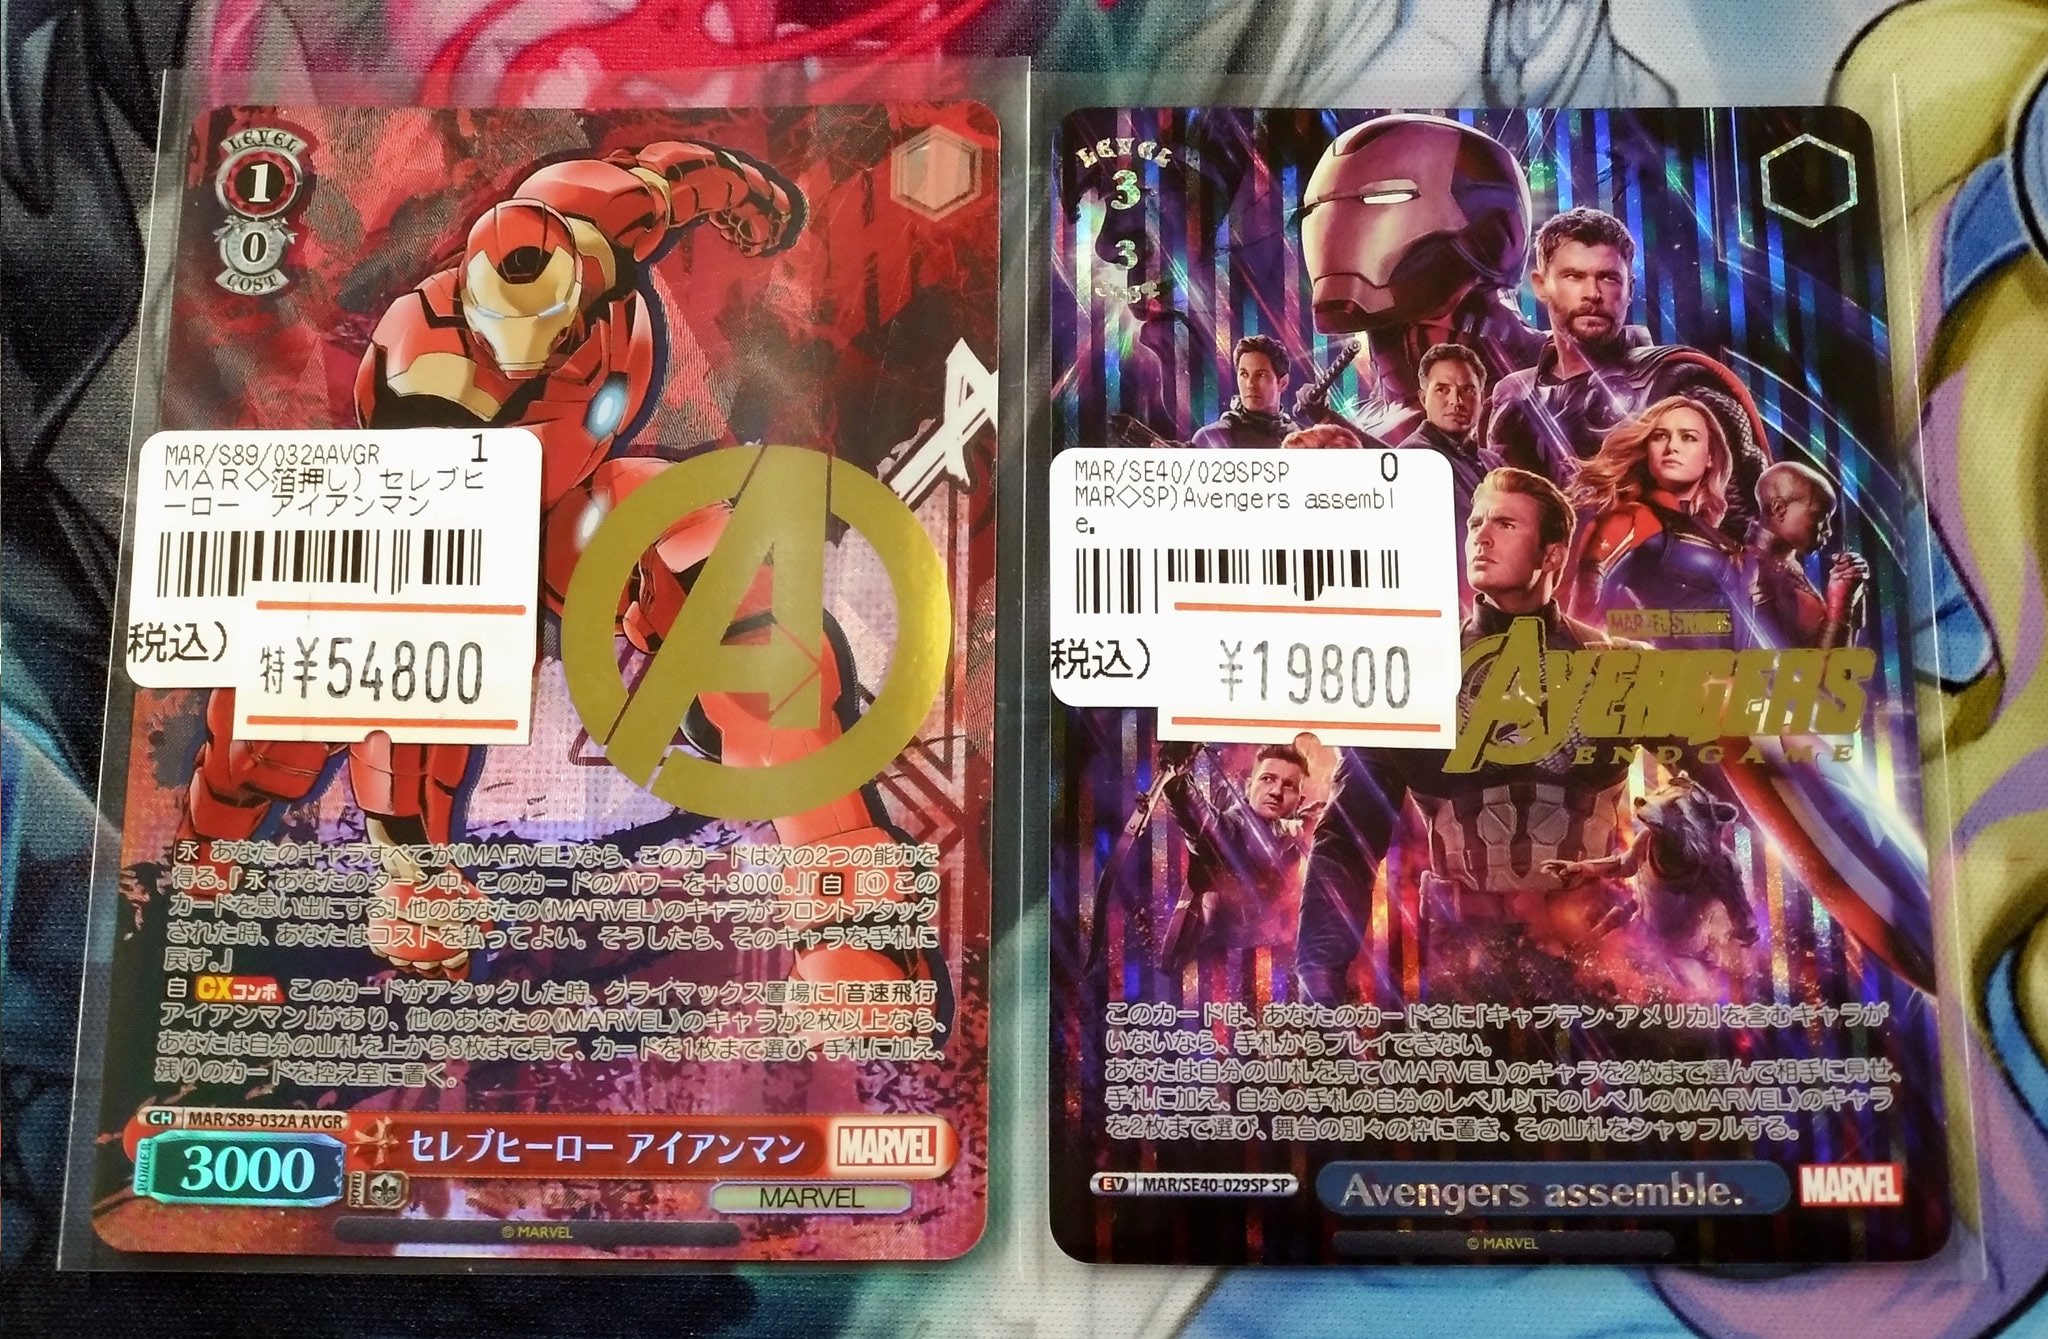 LEVEL
1
0
COST
MAR/S89/032AAVGR 1
MAR◇箔押し)セレブヒ
ーロー アイアンマン
税込)
特¥54800
A
永 あなたのキャラすべてが《MARVEL》なら、このカードは次の2つの能力を
得る。『永 あなたのターン中、このカードのパワーを+3000。』『自 [① この
カードを思い出にする] 他のあなたの《MARVEL》のキャラがフロントアタック
された時、あなたはコストを払ってよい。そうしたら、そのキャラを手札に
戻す。』
自 CXコンボ このカードがアタックした時、クライマックス置場に「音速飛行
アイアンマン」があり、他のあなたの《MARVEL》のキャラが2枚以上なら、
あなたは自分の山札を上から3枚まで見て、カードを1枚まで選び、手札に加え、
残りのカードを控え室に置く。
CH MAR/S89-032A AVGR
POWER 3000
セレブヒーロー アイアンマン
MARVEL
MARVEL
© MARVEL
LEVEL
3
3
COST
MAR/SE40/029SPSP 0
MAR◇SP)Avengers assembl
e.
税込)
¥19800
MARVEL STUDIOS
AVENGERS
ENDGAME
このカードは、あなたのカード名に「キャプテン・アメリカ」を含むキャラが
いないなら、手札からプレイできない。
あなたは自分の山札を見て《MARVEL》のキャラを2枚まで選んで相手に見せ、
手札に加え、自分の手札の自分のレベル以下のレベルの《MARVEL》のキャラ
を2枚まで選び、舞台の別々の枠に置き、その山札をシャッフルする。
EV MAR/SE40-029SP SP
Avengers assemble.
MARVEL
© MARVEL